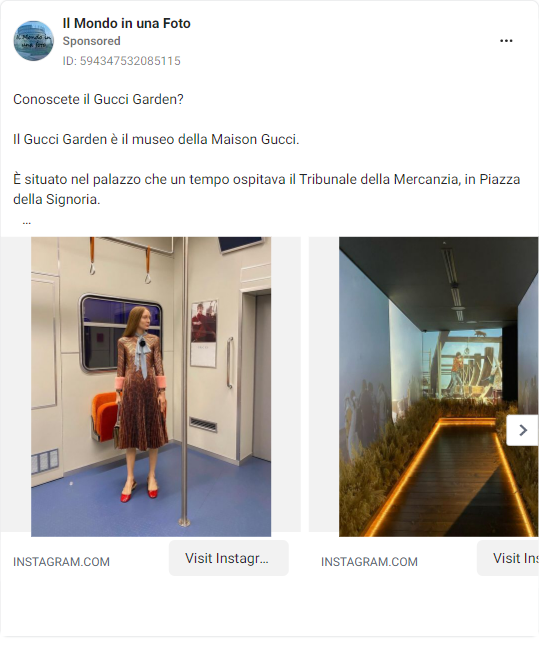 Il Mondo in una Foto
Sponsored
ID: 594347532085115
Il Mondo in
una foto
Conoscete il Gucci Garden?
Il Gucci Garden è il museo della Maison Gucci.
È situato nel palazzo che un tempo ospitava il Tribunale della Mercanzia, in Piazza
della Signoria.
...
INSTAGRAM.COM
Visit Instagr...
INSTAGRAM.COM
Visit Ins